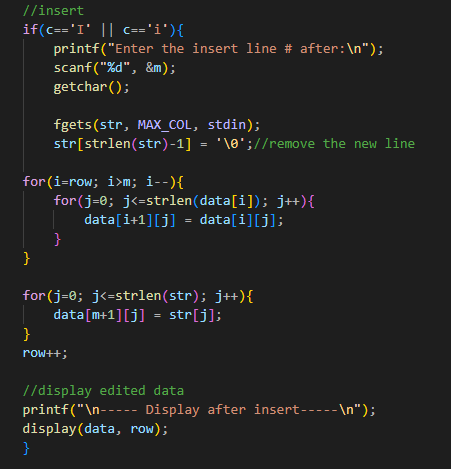 //insert
if(c=='I' || c=='i'){
printf("Enter the insert line # after:\n");
scanf("%d", &m);
getchar();
fgets(str, MAX_COL, stdin);
str[strlen(str)-1] = '\0';//remove the new line
for(i=row; i>m; i--){
for(j=0; j<=strlen(data[i]); j++){
data[i+1][j] = data[i][j];
}
}
for(j=0; j<=strlen(str); j++){
data[m+1][j] = str[j];
}
row++;
//display edited data
printf("\n----- Display after insert-----\n");
display(data, row);
}